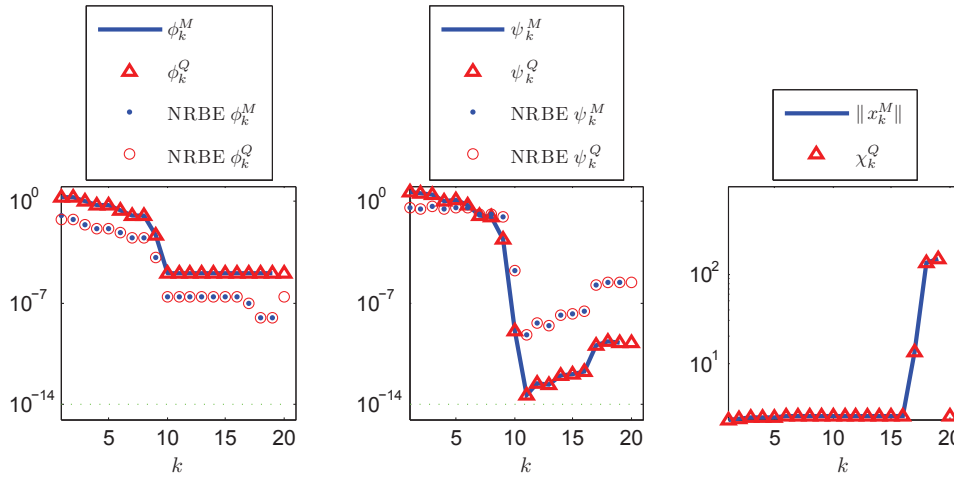 ϕ_k^M
ϕ_k^Q
NRBE ϕ_k^M
NRBE ϕ_k^Q
10^0
10^{-7}
10^{-14}
5 10 15 20
k
ψ_k^M
ψ_k^Q
NRBE ψ_k^M
NRBE ψ_k^Q
10^0
10^{-7}
10^{-14}
5 10 15 20
k
‖x_k^M‖
χ_k^Q
10^2
10^1
5 10 15 20
k